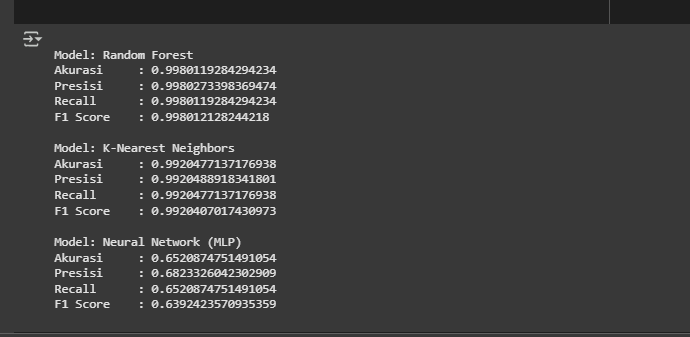 Model: Random Forest
Akurasi : 0.9980119284294234
Presisi : 0.9980273398369474
Recall : 0.9980119284294234
F1 Score : 0.998012128244218
Model: K-Nearest Neighbors
Akurasi : 0.9920477137176938
Presisi : 0.9920488918341801
Recall : 0.9920477137176938
F1 Score : 0.9920407017430973
Model: Neural Network (MLP)
Akurasi : 0.6520874751491054
Presisi : 0.6823326042302909
Recall : 0.6520874751491054
F1 Score : 0.6392423570935359